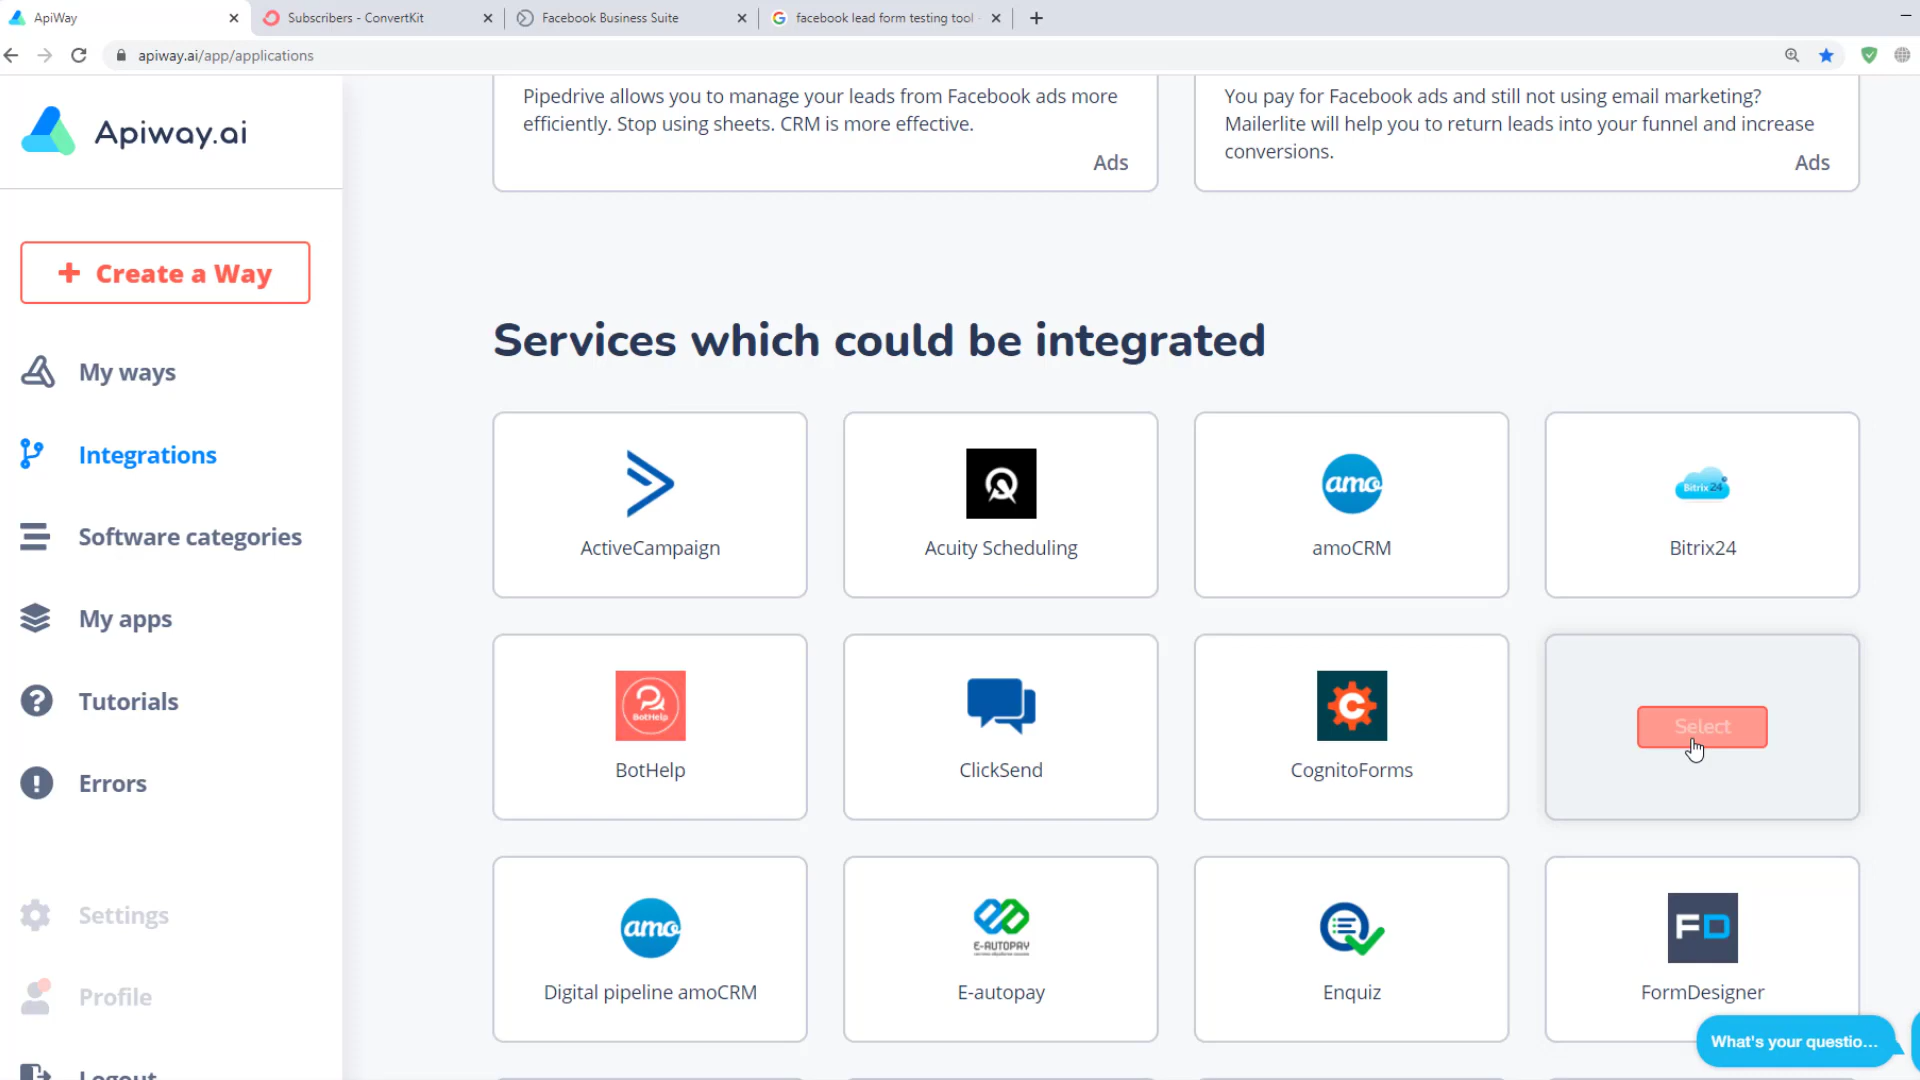 ApiWay
Subscribers - ConvertKit
Facebook Business Suite
facebook lead form testing tool
apiway.ai/app/applications
Apiway.ai
Pipedrive allows you to manage your leads from Facebook ads more
efficiently. Stop using sheets. CRM is more effective.
Ads
You pay for Facebook ads and still not using email marketing?
Mailerlite will help you to return leads into your funnel and increase
conversions.
Ads
+ Create a Way
My ways
Integrations
Software categories
My apps
Tutorials
Errors
Settings
Profile
Logout
Services which could be integrated
ActiveCampaign
Acuity Scheduling
amo
amoCRM
Bitrix24
Bitrix24
BotHelp
BotHelp
ClickSend
CognitoForms
Select
amo
Digital pipeline amoCRM
E-AUTOPAY
E-autopay
Enquiz
FD
FormDesigner
What's your questio...